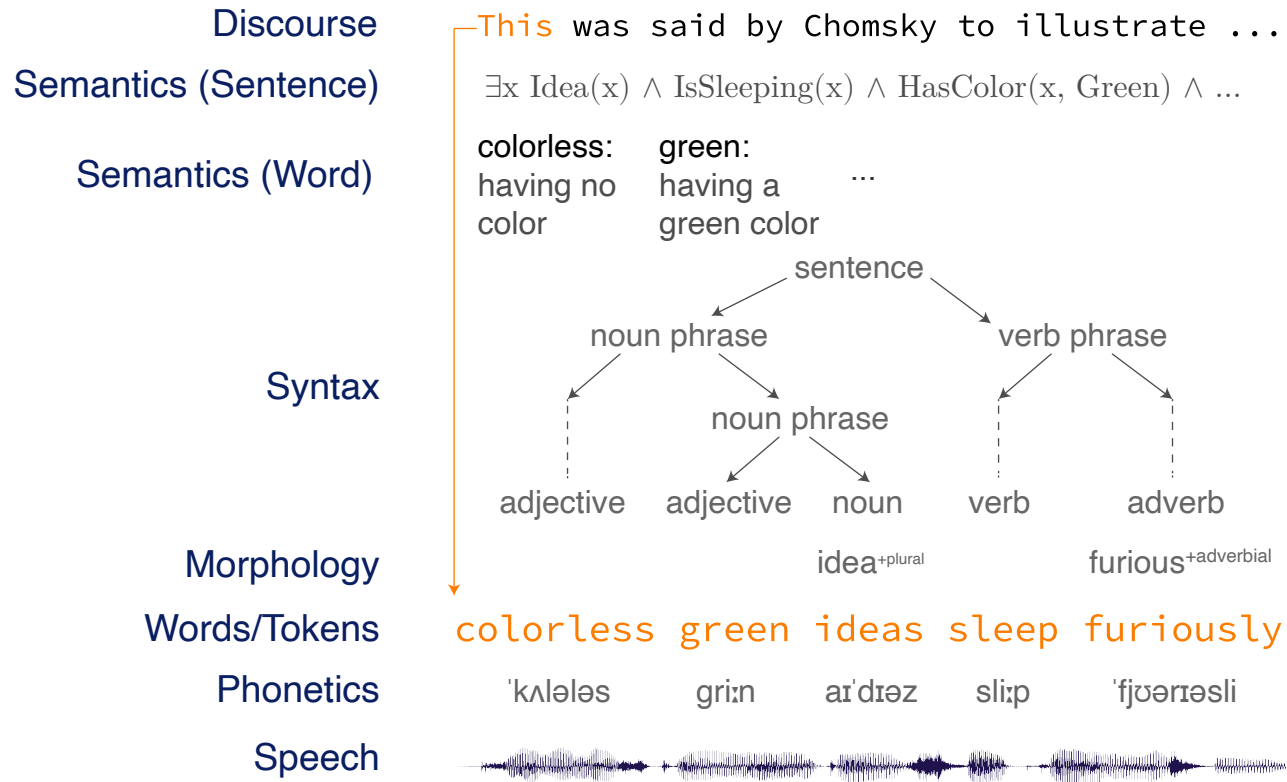 Discourse This was said by Chomsky to illustrate ...
Semantics (Sentence) ∃x Idea(x) ∧ IsSleeping(x) ∧ HasColor(x, Green) ∧ ...
colorless: green:
Semantics (Word) having no having a ...
color green color
sentence
noun phrase verb phrase
Syntax
noun phrase
adjective adjective noun verb adverb
Morphology idea+plural furious+adverbial
Words/Tokens colorless green ideas sleep furiously
Phonetics ˈkʌlələs griːn aɪˈdɪəz sliːp ˈfjʊərɪəsli
Speech